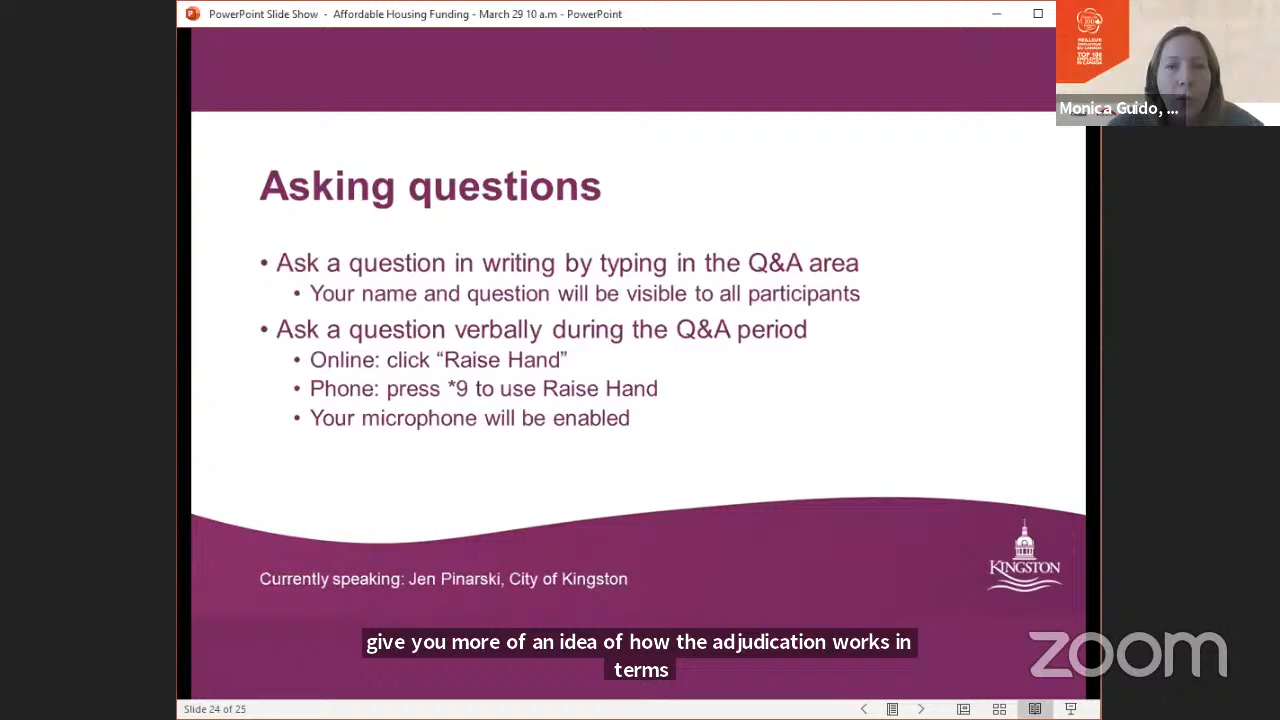 PowerPoint Slide Show - Affordable Housing Funding - March 29 10 a.m - PowerPoint
MEILLEUR
TOP 100
Monica Guido, ...
Asking questions
• Ask a question in writing by typing in the Q&A area
• Your name and question will be visible to all participants
• Ask a question verbally during the Q&A period
• Online: click “Raise Hand”
• Phone: press *9 to use Raise Hand
• Your microphone will be enabled
KINGSTON
Currently speaking: Jen Pinarski, City of Kingston
give you more of an idea of how the adjudication works in
terms
zoom
Slide 24 of 25